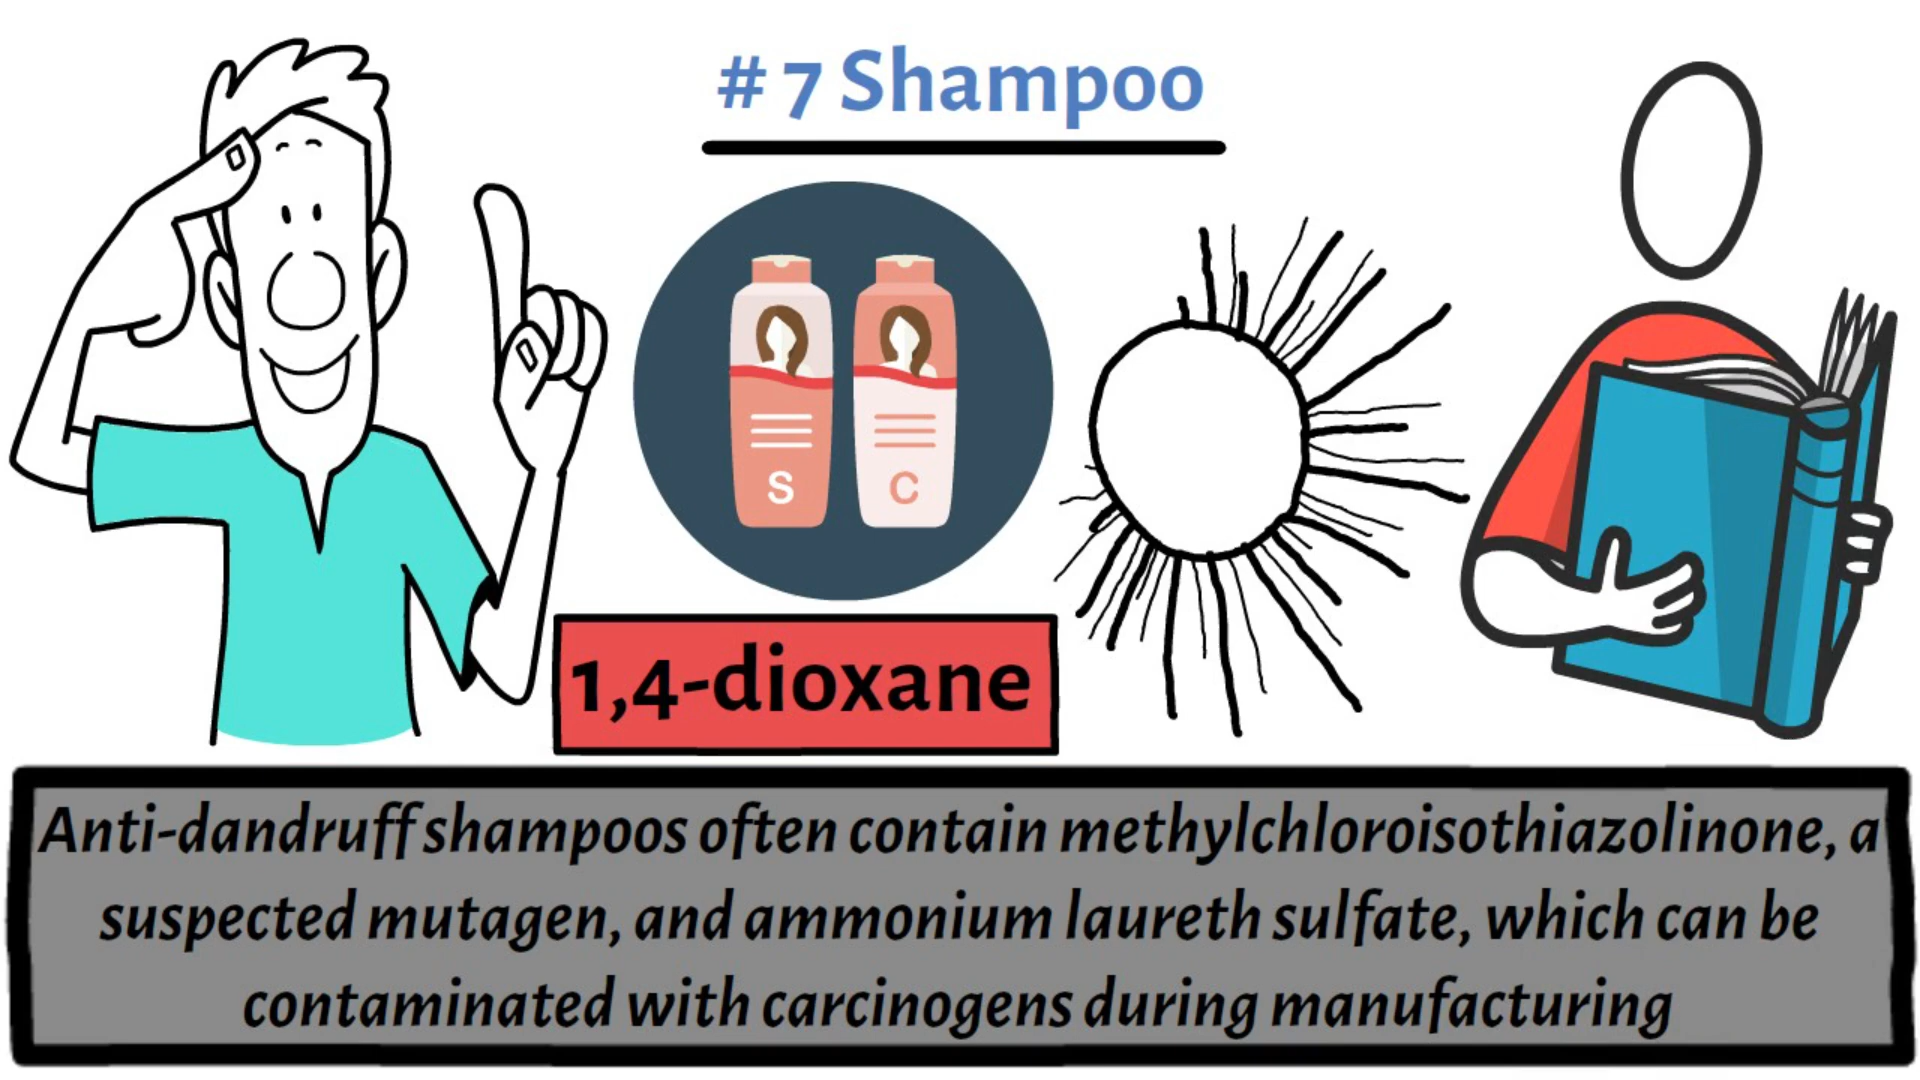 # 7 Shampoo
S
C
1,4-dioxane
Anti-dandruff shampoos often contain methylchloroisothiazolinone, a
suspected mutagen, and ammonium laureth sulfate, which can be
contaminated with carcinogens during manufacturing